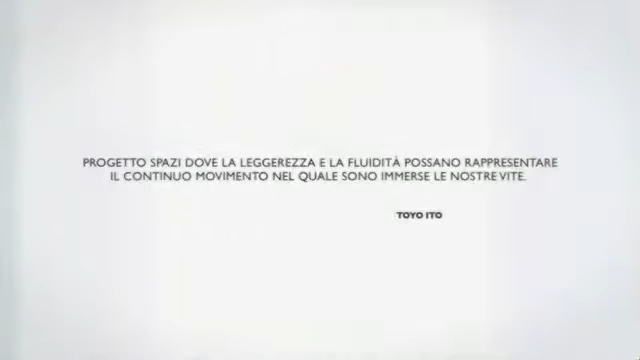 PROGETTO SPAZI DOVE LA LEGGEREZZA E LA FLUIDITÀ POSSANO RAPPRESENTARE
IL CONTINUO MOVIMENTO NEL QUALE SONO IMMERSE LE NOSTRE VITE.
TOYO ITO